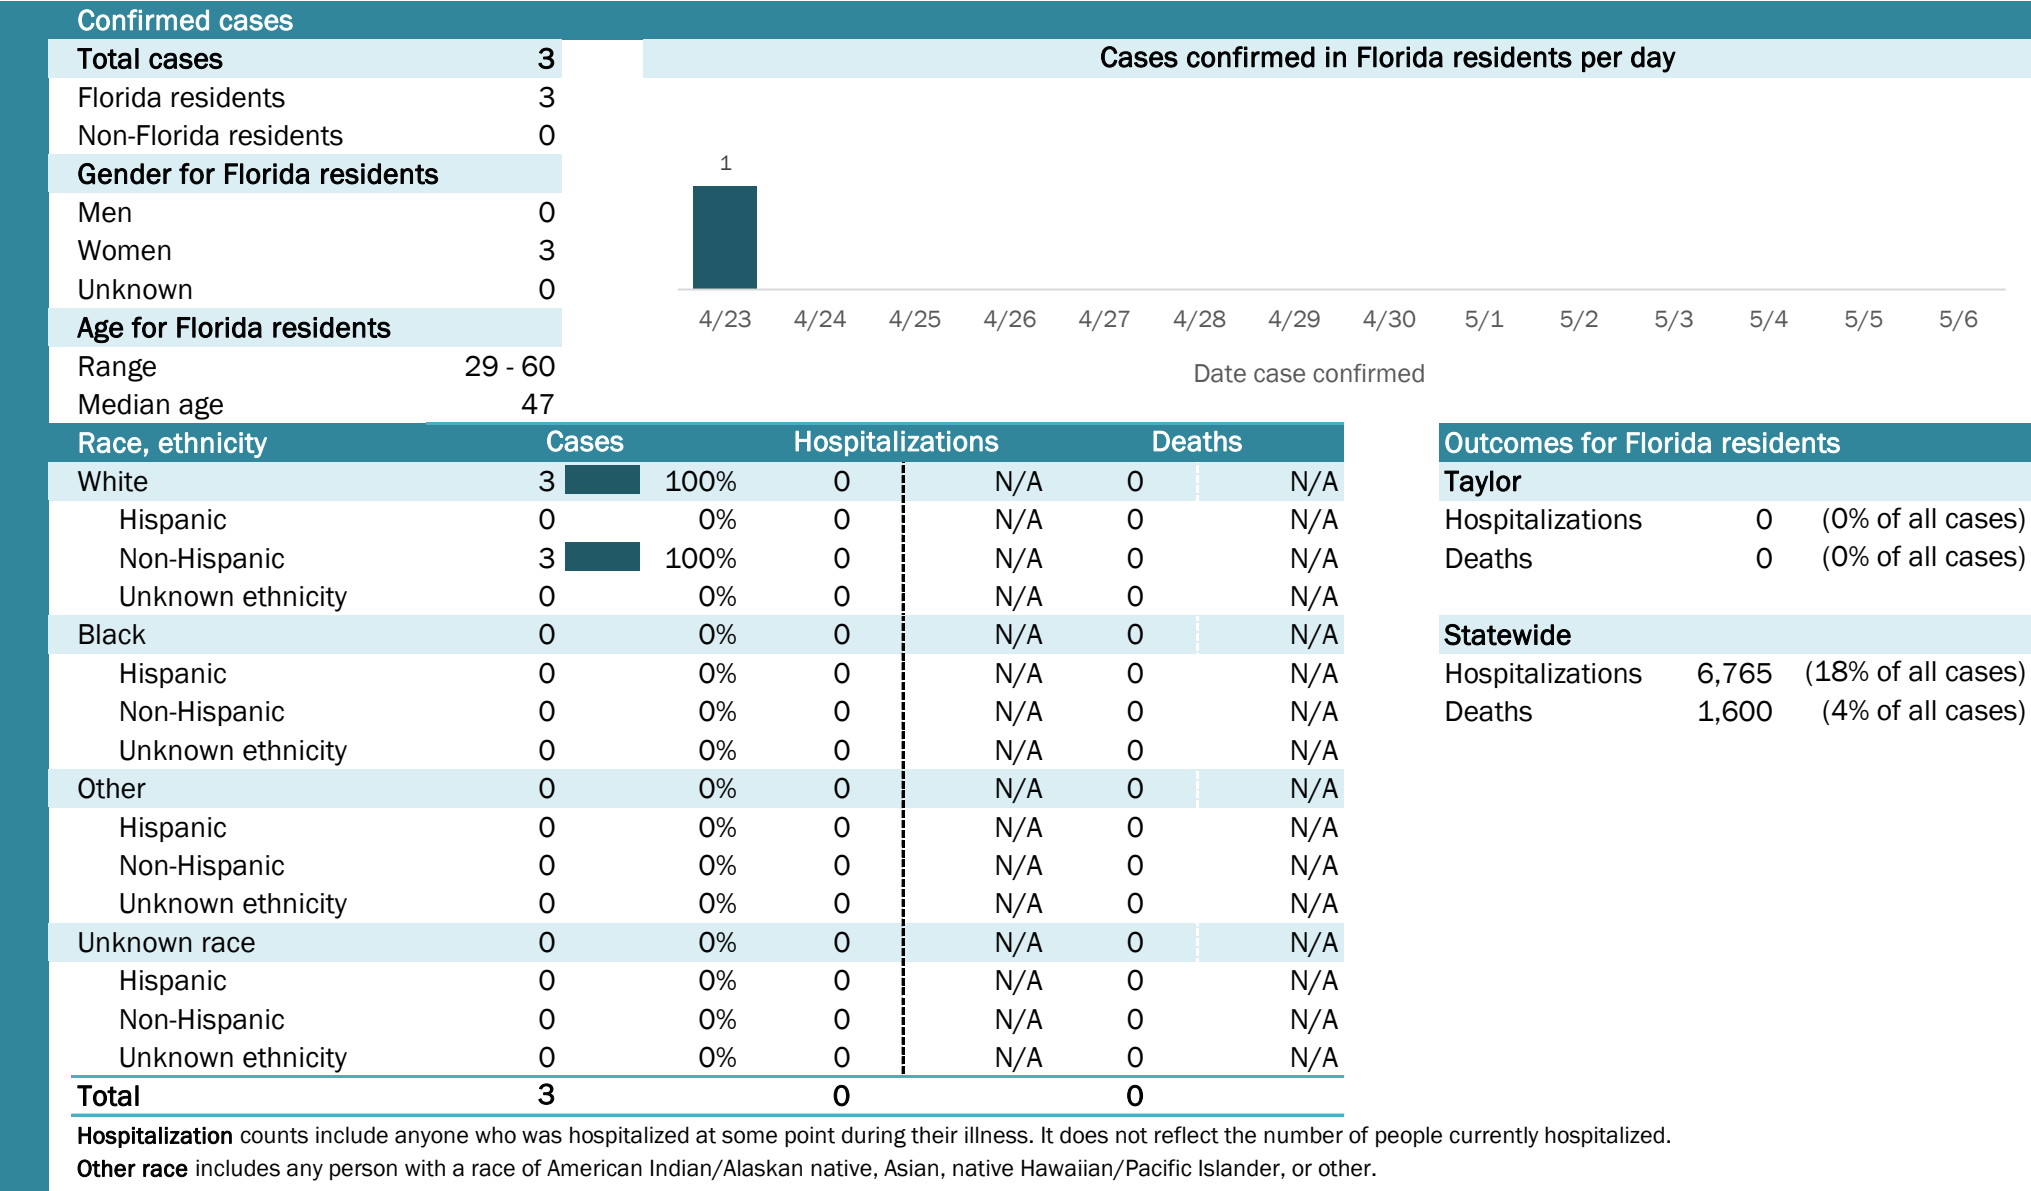 Confirmed cases
Total cases 3
Florida residents 3
Non-Florida residents 0
Gender for Florida residents
Men 0
Women 3
Unknown 0
Age for Florida residents
Range 29 - 60
Median age 47
Cases confirmed in Florida residents per day
1
4/23 4/24 4/25 4/26 4/27 4/28 4/29 4/30 5/1 5/2 5/3 5/4 5/5 5/6
Date case confirmed
Race, ethnicity Cases Hospitalizations Deaths
White 3 100% 0 N/A 0 N/A
Hispanic 0 0% 0 N/A 0 N/A
Non-Hispanic 3 100% 0 N/A 0 N/A
Unknown ethnicity 0 0% 0 N/A 0 N/A
Black 0 0% 0 N/A 0 N/A
Hispanic 0 0% 0 N/A 0 N/A
Non-Hispanic 0 0% 0 N/A 0 N/A
Unknown ethnicity 0 0% 0 N/A 0 N/A
Other 0 0% 0 N/A 0 N/A
Hispanic 0 0% 0 N/A 0 N/A
Non-Hispanic 0 0% 0 N/A 0 N/A
Unknown ethnicity 0 0% 0 N/A 0 N/A
Unknown race 0 0% 0 N/A 0 N/A
Hispanic 0 0% 0 N/A 0 N/A
Non-Hispanic 0 0% 0 N/A 0 N/A
Unknown ethnicity 0 0% 0 N/A 0 N/A
Total 3 0 0
Outcomes for Florida residents
Taylor
Hospitalizations 0 (0% of all cases)
Deaths 0 (0% of all cases)
Statewide
Hospitalizations 6,765 (18% of all cases)
Deaths 1,600 (4% of all cases)
Hospitalization counts include anyone who was hospitalized at some point during their illness. It does not reflect the number of people currently hospitalized.
Other race includes any person with a race of American Indian/Alaskan native, Asian, native Hawaiian/Pacific Islander, or other.